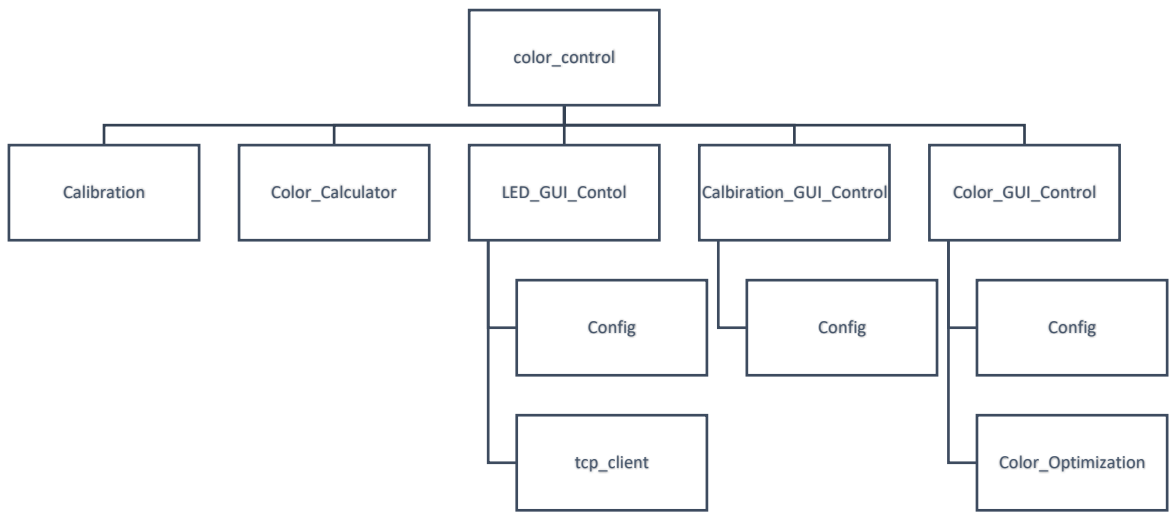 color_control
Calibration
Color_Calculator
LED_GUI_Contol
Calbiration_GUI_Control
Color_GUI_Control
Config
Config
Config
tcp_client
Color_Optimization